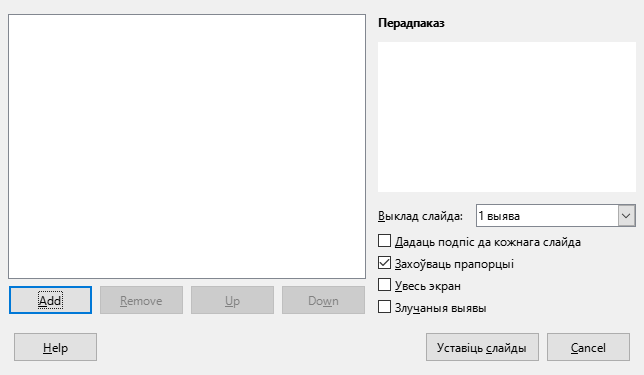 Перадпаказ
Выклад слайда: 1 выява
Дадаць подпіс да кожнага слайда
Захоўваць прапорцыі
Увесь экран
Злучаныя выявы
Add Remove Up Down
Help Уставіць слайды Cancel